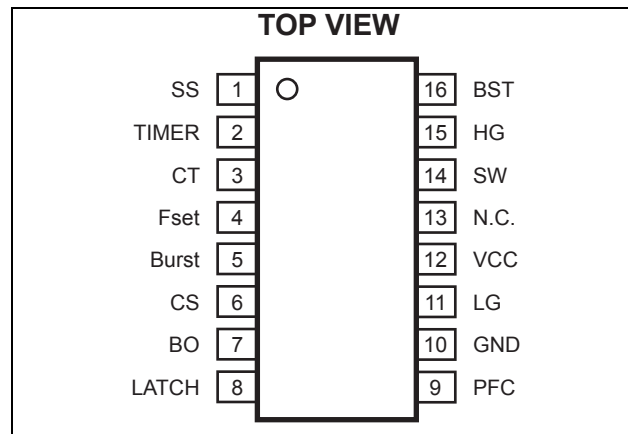 TOP VIEW
SS 1 16 BST
TIMER 2 15 HG
CT 3 14 SW
Fset 4 13 N.C.
Burst 5 12 VCC
CS 6 11 LG
BO 7 10 GND
LATCH 8 9 PFC